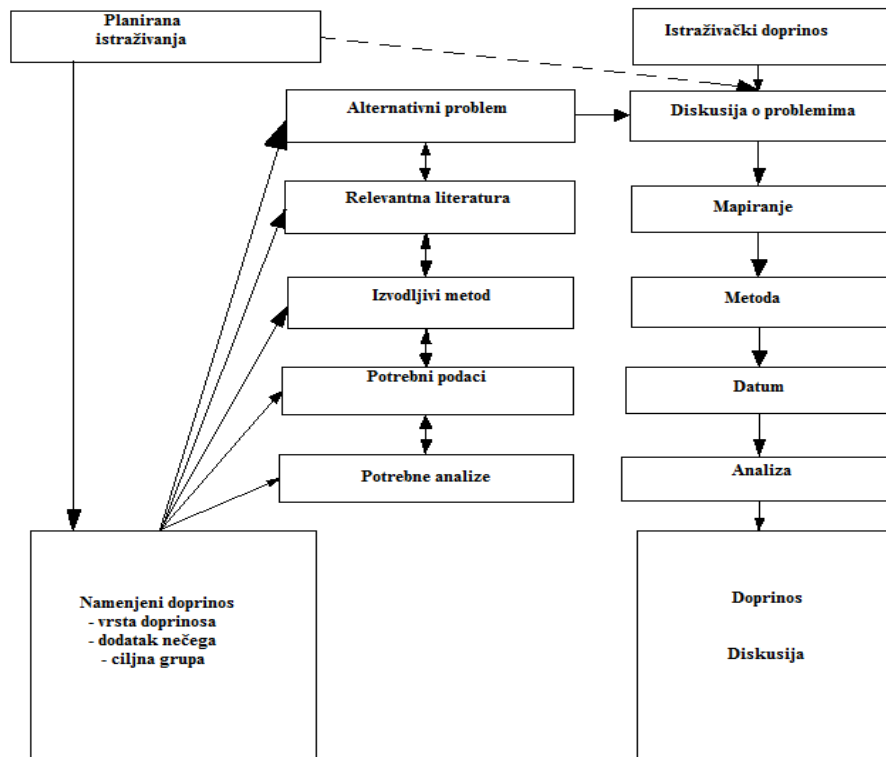 Planirana
istraživanja
Istraživački doprinos
Alternativni problem
Diskusija o problemima
Relevantna literatura
Mapiranje
Izvodljivi metod
Metoda
Potrebni podaci
Datum
Potrebne analize
Analiza
Namenjeni doprinos
- vrsta doprinosa
- dodatak nečega
- ciljna grupa
Doprinos
Diskusija